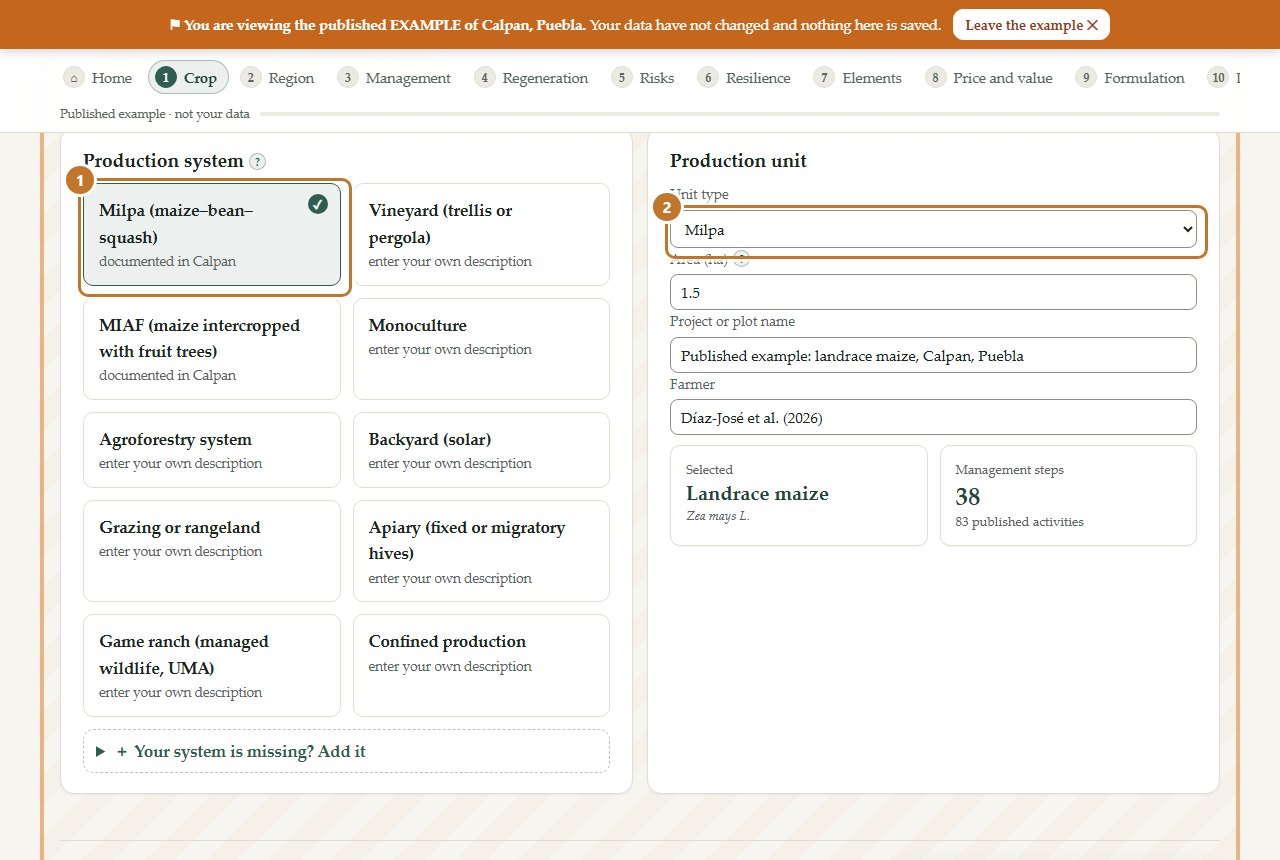 ⚑ You are viewing the published EXAMPLE of Calpan, Puebla. Your data have not changed and nothing here is saved.
Leave the example ✕
⌂ Home
1 Crop
2 Region
3 Management
4 Regeneration
5 Risks
6 Resilience
7 Elements
8 Price and value
9 Formulation
10
Published example · not your data
Production system ?
1
Milpa (maize–bean–
squash)
documented in Calpan
✓
Vineyard (trellis or
pergola)
enter your own description
MIAF (maize intercropped
with fruit trees)
documented in Calpan
Monoculture
enter your own description
Agroforestry system
enter your own description
Backyard (solar)
enter your own description
Grazing or rangeland
enter your own description
Apiary (fixed or migratory
hives)
enter your own description
Game ranch (managed
wildlife, UMA)
enter your own description
Confined production
enter your own description
▶ + Your system is missing? Add it
Production unit
Unit type
2
Milpa
Area (ha) ?
1.5
Project or plot name
Published example: landrace maize, Calpan, Puebla
Farmer
Díaz-José et al. (2026)
Selected
Landrace maize
Zea mays L.
Management steps
38
83 published activities